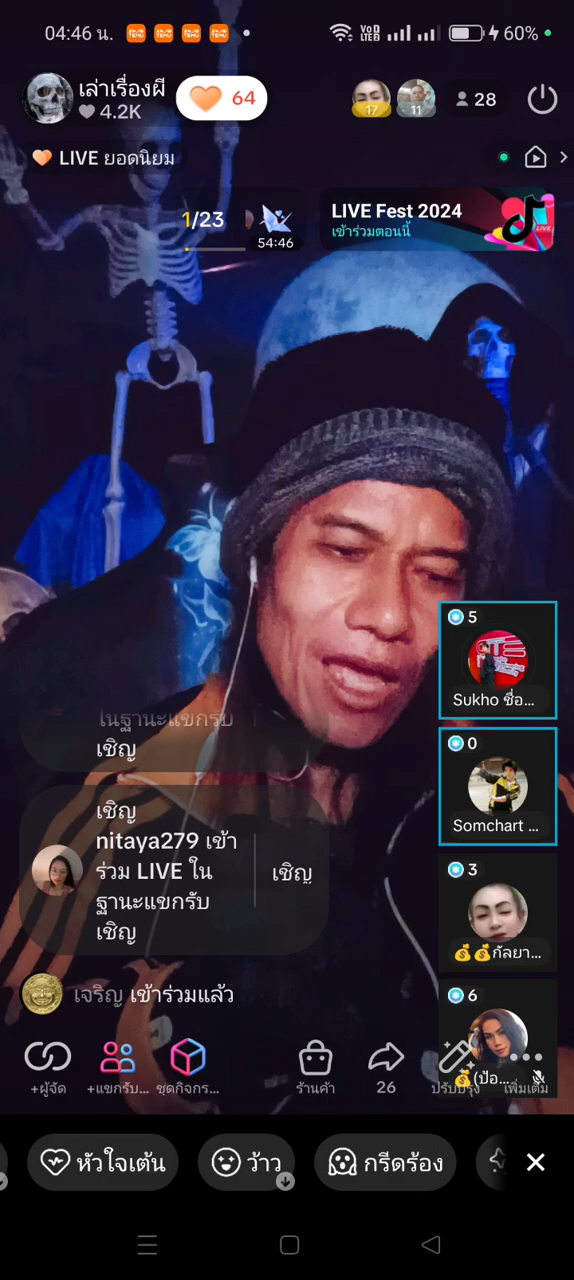 04:46 น.
VoD
LTEB
60%
เล่าเรื่องผี
4.2K
64
17
11
28
LIVE ยอดนิยม
1/23
54:46
LIVE Fest 2024
เข้าร่วมตอนนี้
LIVE
5
Sukho ชื่อ...
0
Somchart ...
3
💰💰กัลยา...
6
💰(ป้อ...
ในฐานะแขกรับ
เชิญ
เชิญ
nitaya279 เข้า
ร่วม LIVE ใน
ฐานะแขกรับ
เชิญ
เชิญ
เจริญ เข้าร่วมแล้ว
+ผู้จัด
+แขกรับ...
ชุดกิจกร...
ร้านค้า
26
ปรับปรุง
เพิ่มเติม
หัวใจเต้น
ว้าว
กรีดร้อง